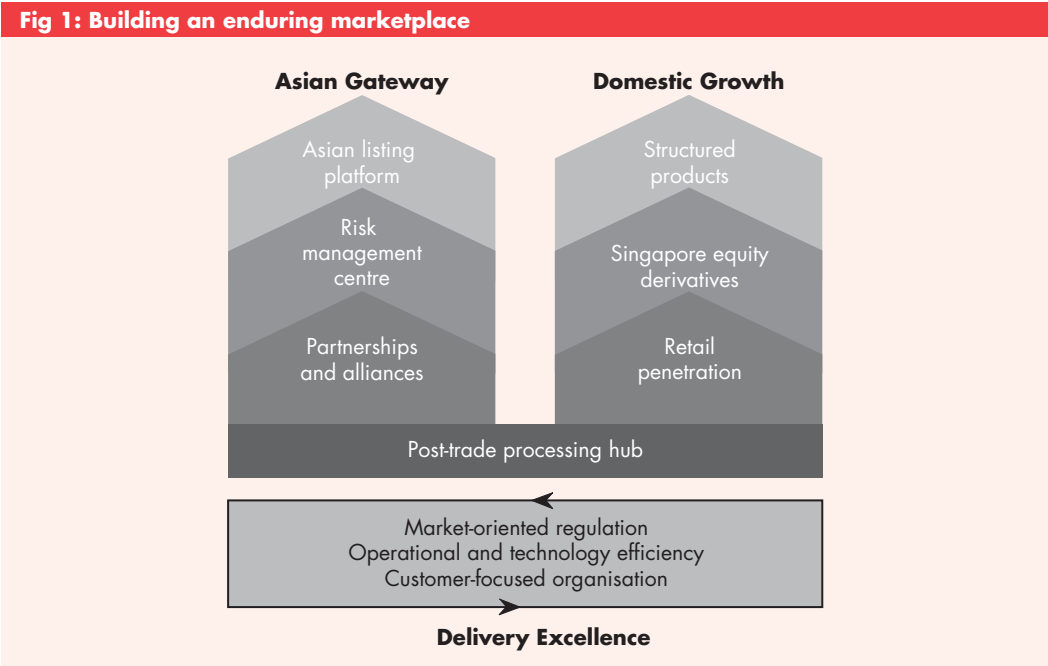 Fig 1: Building an enduring marketplace
Asian Gateway
Asian listing
platform
Risk
management
centre
Partnerships
and alliances
Domestic Growth
Structured
products
Singapore equity
derivatives
Retail
penetration
Post-trade processing hub
Market-oriented regulation
Operational and technology efficiency
Customer-focused organisation
Delivery Excellence